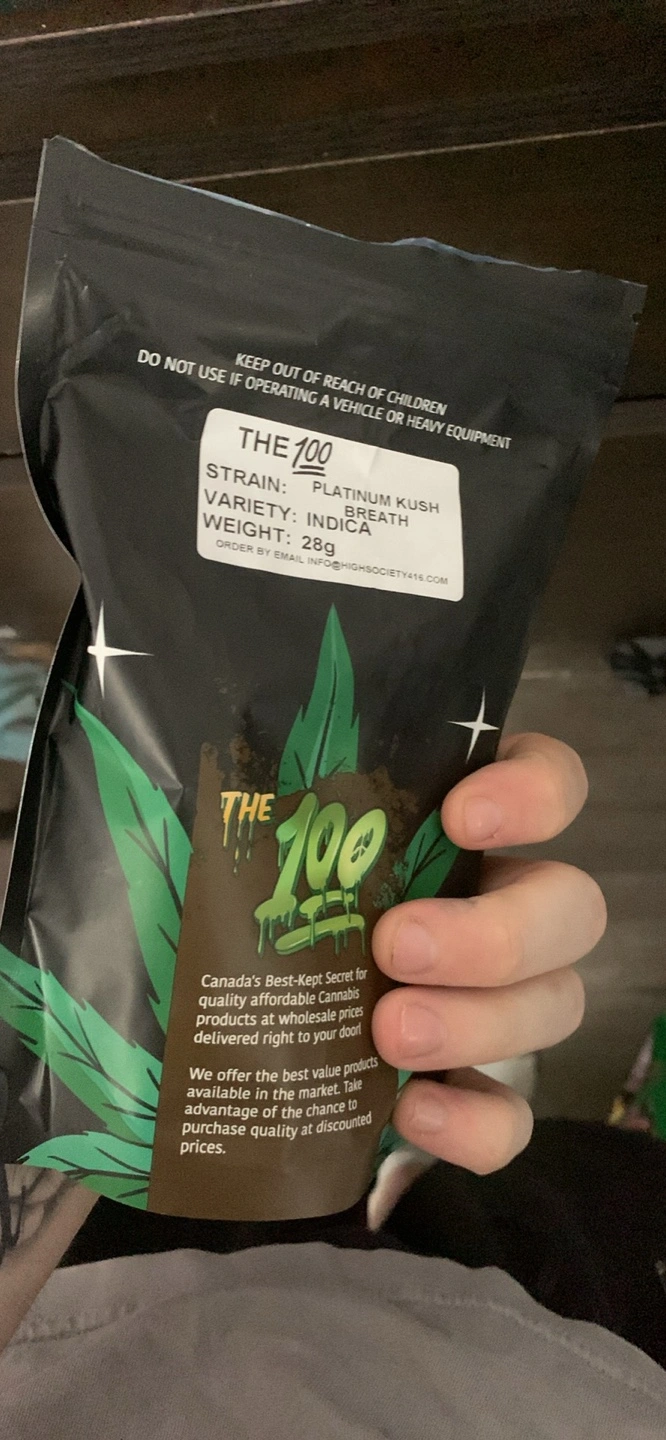 KEEP OUT OF REACH OF CHILDREN
DO NOT USE IF OPERATING A VEHICLE OR HEAVY EQUIPMENT
THE 100
STRAIN: PLATINUM KUSH
BREATH
VARIETY: INDICA
WEIGHT: 28g
ORDER BY EMAIL INFO@HIGHSOCIETY416.COM
THE
100
Canada's Best-Kept Secret for
quality affordable Cannabis
products at wholesale prices
delivered right to your door!
We offer the best value products
available in the market. Take
advantage of the chance to
purchase quality at discounted
prices.